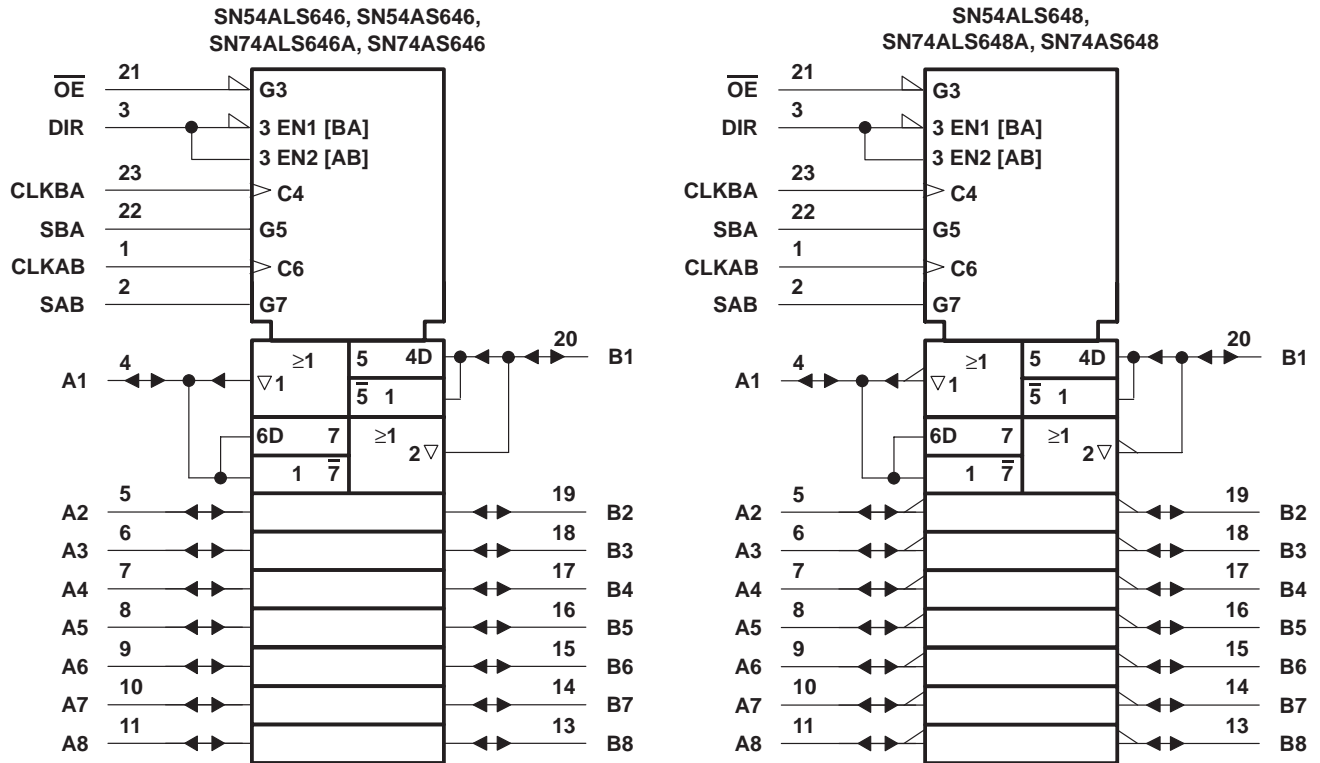 SN54ALS646, SN54AS646,
SN74ALS646A, SN74AS646
OE 21 G3
DIR 3 3 EN1 [BA]
3 EN2 [AB]
CLKBA 23 C4
SBA 22 G5
CLKAB 1 C6
SAB 2 G7
A1 4 ≥1 ▽1 5 4D 20 B1
5 1
6D 7 ≥1 2▽
1 7
A2 5 19 B2
A3 6 18 B3
A4 7 17 B4
A5 8 16 B5
A6 9 15 B6
A7 10 14 B7
A8 11 13 B8
SN54ALS648,
SN74ALS648A, SN74AS648
OE 21 G3
DIR 3 3 EN1 [BA]
3 EN2 [AB]
CLKBA 23 C4
SBA 22 G5
CLKAB 1 C6
SAB 2 G7
A1 4 ≥1 ▽1 5 4D 20 B1
5 1
6D 7 ≥1 2▽
1 7
A2 5 19 B2
A3 6 18 B3
A4 7 17 B4
A5 8 16 B5
A6 9 15 B6
A7 10 14 B7
A8 11 13 B8